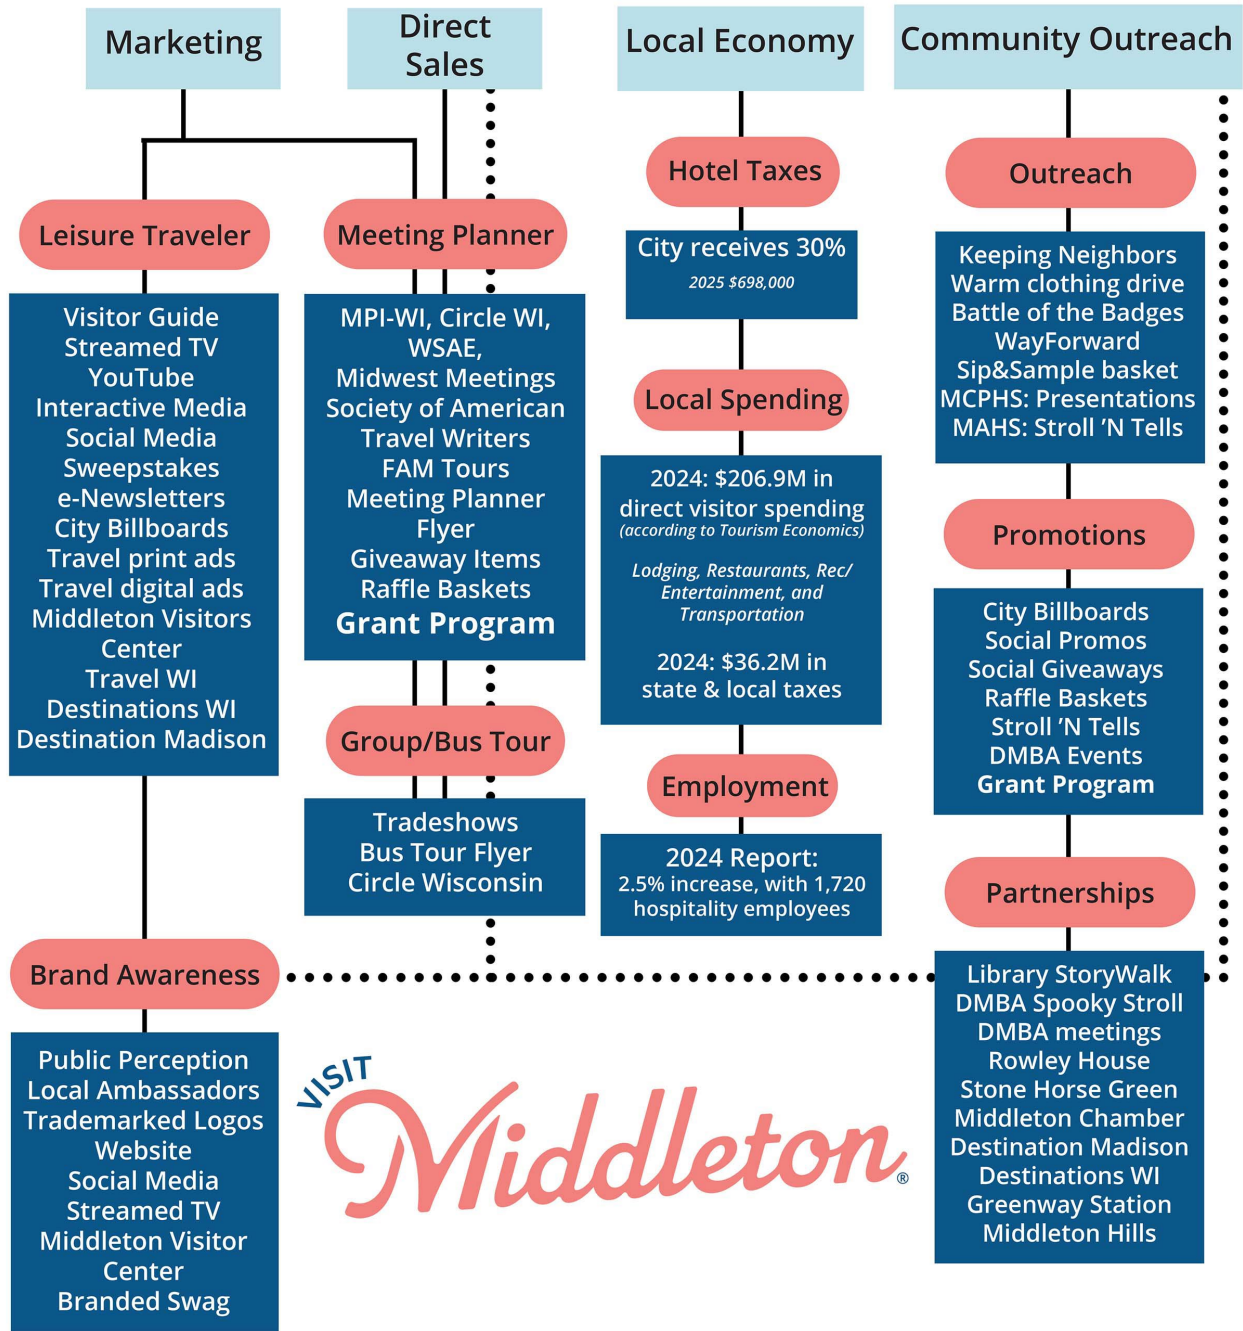 Marketing
Leisure Traveler
Visitor Guide
Streamed TV
YouTube
Interactive Media
Social Media
Sweepstakes
e-Newsletters
City Billboards
Travel print ads
Travel digital ads
Middleton Visitors
Center
Travel WI
Destinations WI
Destination Madison
Brand Awareness
Public Perception
Local Ambassadors
Trademarked Logos
Website
Social Media
Streamed TV
Middleton Visitor
Center
Branded Swag
Direct
Sales
Meeting Planner
MPI-WI, Circle WI,
WSAE,
Midwest Meetings
Society of American
Travel Writers
FAM Tours
Meeting Planner
Flyer
Giveaway Items
Raffle Baskets
Grant Program
Group/Bus Tour
Tradeshows
Bus Tour Flyer
Circle Wisconsin
Local Economy
Hotel Taxes
City receives 30%
2025 $698,000
Local Spending
2024: $206.9M in
direct visitor spending
(according to Tourism Economics)
Lodging, Restaurants, Rec/
Entertainment, and
Transportation
2024: $36.2M in
state & local taxes
Employment
2024 Report:
2.5% increase, with 1,720
hospitality employees
Community Outreach
Outreach
Keeping Neighbors
Warm clothing drive
Battle of the Badges
WayForward
Sip&Sample basket
MCPHS: Presentations
MAHS: Stroll ’N Tells
Promotions
City Billboards
Social Promos
Social Giveaways
Raffle Baskets
Stroll ’N Tells
DMBA Events
Grant Program
Partnerships
Library StoryWalk
DMBA Spooky Stroll
DMBA meetings
Rowley House
Stone Horse Green
Middleton Chamber
Destination Madison
Destinations WI
Greenway Station
Middleton Hills
VISIT
Middleton®